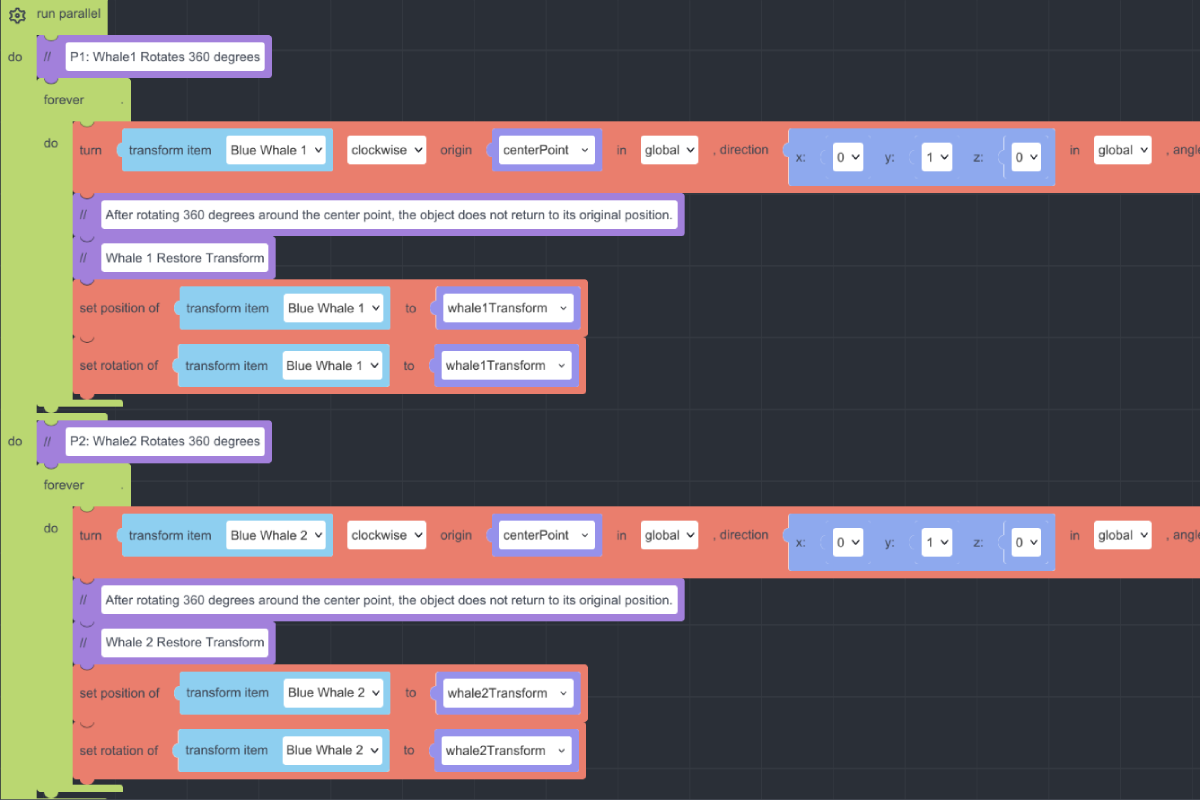 run parallel
do // P1: Whale1 Rotates 360 degrees
forever .
do turn transform item Blue Whale 1 clockwise origin centerPoint in global , direction x: 0 y: 1 z: 0 in global , angle
// After rotating 360 degrees around the center point, the object does not return to its original position.
// Whale 1 Restore Transform
set position of transform item Blue Whale 1 to whale1Transform
set rotation of transform item Blue Whale 1 to whale1Transform
do // P2: Whale2 Rotates 360 degrees
forever .
do turn transform item Blue Whale 2 clockwise origin centerPoint in global , direction x: 0 y: 1 z: 0 in global , angle
// After rotating 360 degrees around the center point, the object does not return to its original position.
// Whale 2 Restore Transform
set position of transform item Blue Whale 2 to whale2Transform
set rotation of transform item Blue Whale 2 to whale2Transform